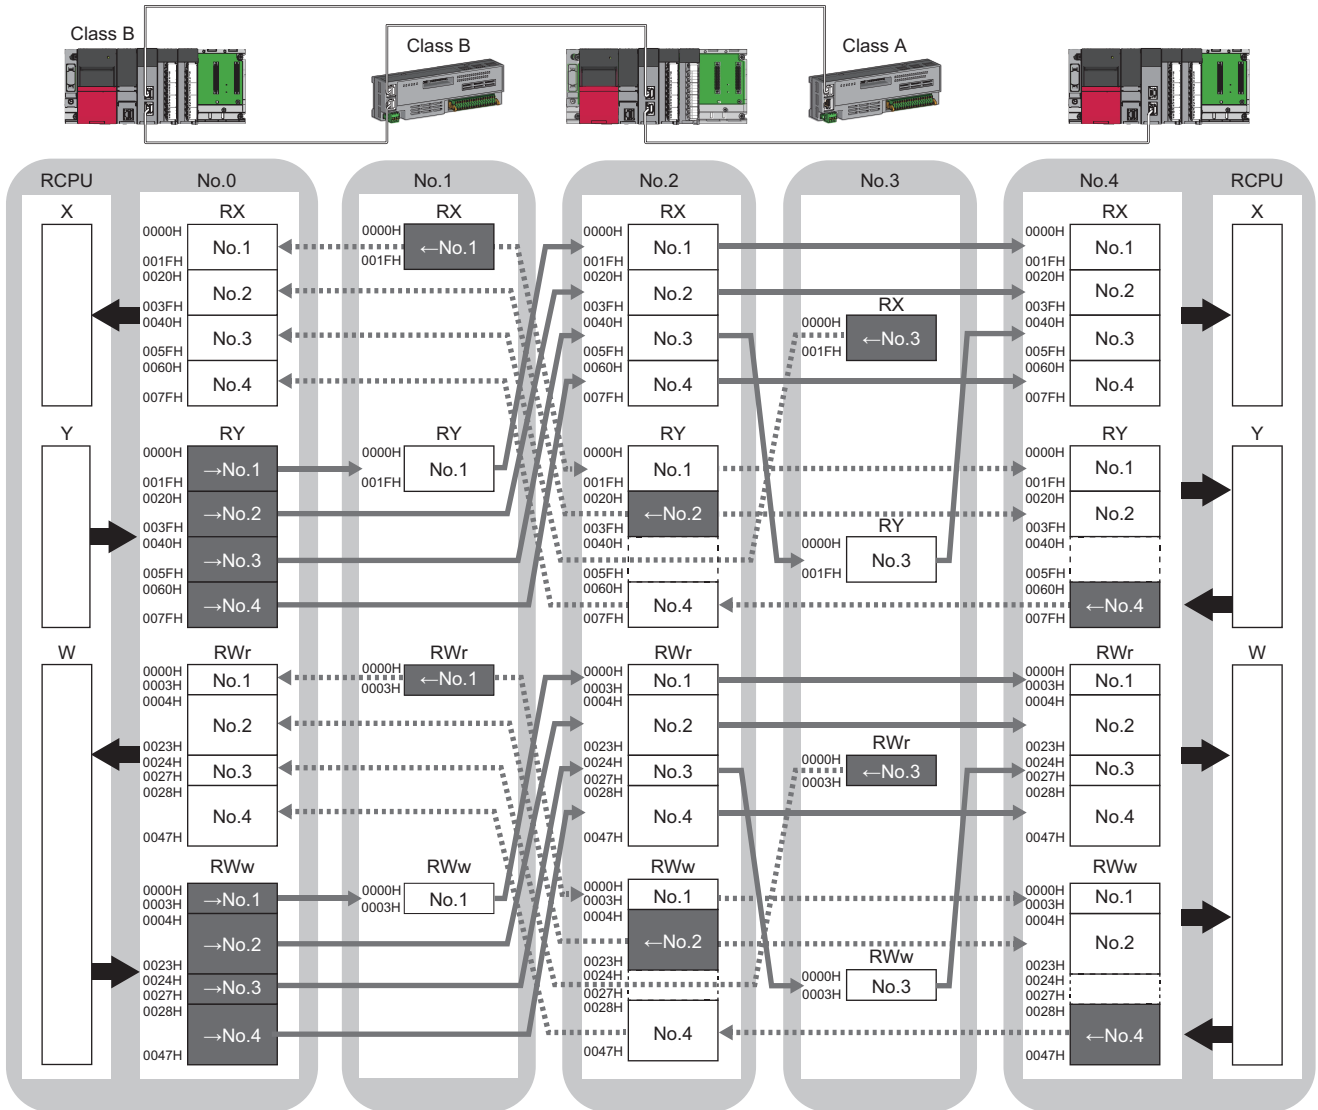 Class B
Class B
Class A
RCPU
No.0
No.1
No.2
No.3
No.4
RCPU
X
RX
0000H
No.1
001FH
0020H
No.2
003FH
0040H
No.3
005FH
0060H
No.4
007FH
Y
RY
0000H
→No.1
001FH
0020H
→No.2
003FH
0040H
→No.3
005FH
0060H
→No.4
007FH
W
RWr
0000H
No.1
0003H
0004H
No.2
0023H
0024H
No.3
0027H
0028H
No.4
0047H
RWw
0000H
→No.1
0003H
0004H
→No.2
0023H
0024H
→No.3
0027H
0028H
→No.4
0047H
RX
0000H
←No.1
001FH
RY
0000H
No.1
001FH
RWr
0000H
←No.1
0003H
RWw
0000H
No.1
0003H
RX
0000H
No.1
001FH
0020H
No.2
003FH
0040H
No.3
005FH
0060H
No.4
007FH
RY
0000H
No.1
001FH
0020H
←No.2
003FH
0040H
005FH
0060H
No.4
007FH
RWr
0000H
No.1
0003H
0004H
No.2
0023H
0024H
No.3
0027H
0028H
No.4
0047H
RWw
0000H
No.1
0003H
0004H
←No.2
0023H
0024H
0027H
0028H
No.4
0047H
RX
0000H
←No.3
001FH
RY
0000H
No.3
001FH
RWr
0000H
←No.3
0003H
RWw
0000H
No.3
0003H
RX
0000H
No.1
001FH
0020H
No.2
003FH
0040H
No.3
005FH
0060H
No.4
007FH
RY
0000H
No.1
001FH
0020H
No.2
003FH
0040H
005FH
0060H
←No.4
007FH
RWr
0000H
No.1
0003H
0004H
No.2
0023H
0024H
No.3
0027H
0028H
No.4
0047H
RWw
0000H
No.1
0003H
0004H
No.2
0023H
0024H
0027H
0028H
←No.4
0047H
X
Y
W